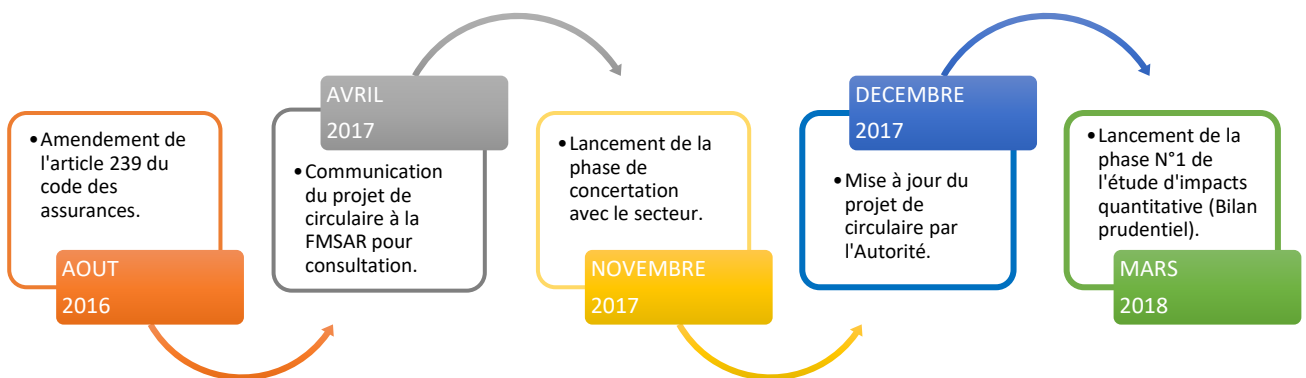 •Amendement de
l'article 239 du
code des
assurances.
AOUT
2016
AVRIL
2017
•Communication
du projet de
circulaire à la
FMSAR pour
consultation.
•Lancement de la
phase de
concertation
avec le secteur.
NOVEMBRE
2017
DECEMBRE
2017
•Mise à jour du
projet de
circulaire par
l'Autorité.
•Lancement de la
phase N°1 de
l'étude d'impacts
quantitative (Bilan
prudentiel).
MARS
2018